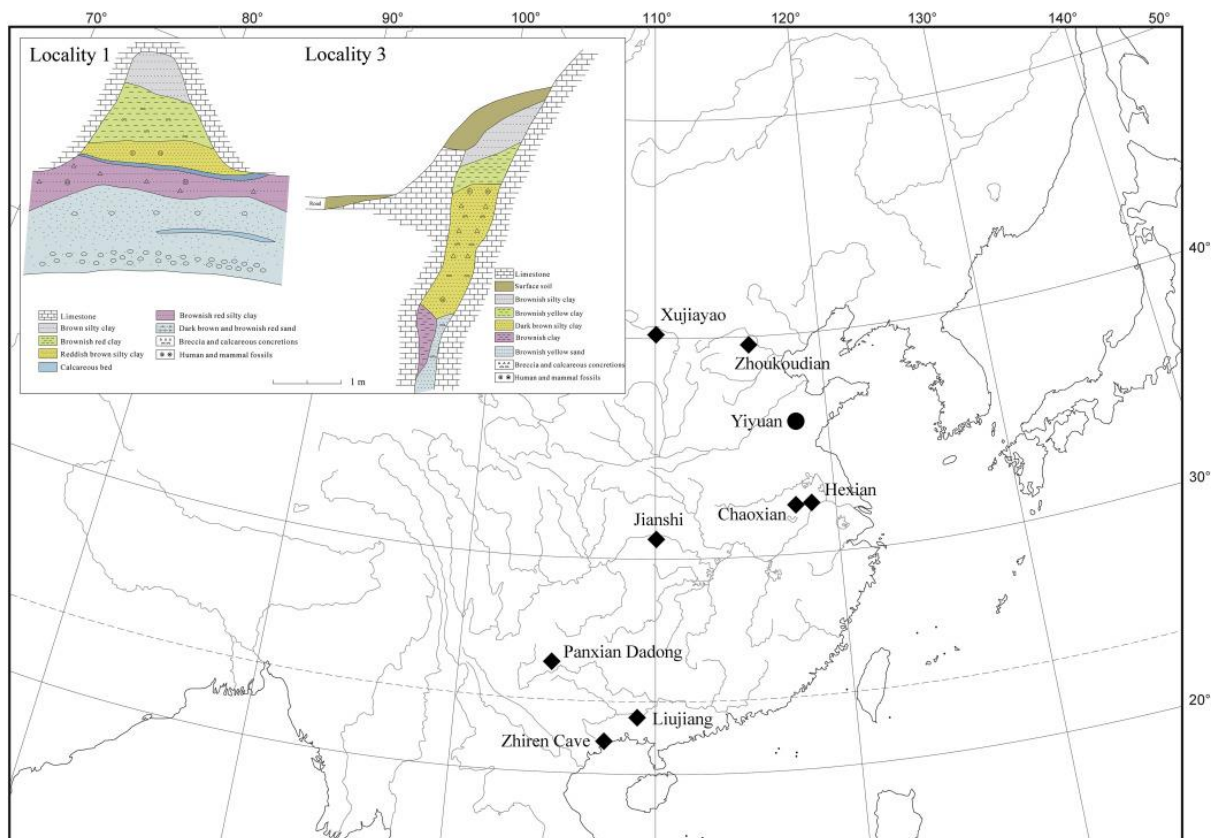 70°
80°
90°
100°
110°
120°
130°
140°
50°
Locality 1
Locality 3
Road
Limestone
Brown silty clay
Brownish red clay
Reddish brown silty clay
Calcareous bed
Brownish red silty clay
Dark brown and brownish red sand
Breccia and calcareous concretions
Human and mammal fossils
1 m
Limestone
Surface soil
Brownish silty clay
Brownish yellow clay
Dark brown silty clay
Brownish clay
Brownish yellow sand
Breccia and calcareous concretions
Human and mammal fossils
40°
Xujiayao
Zhoukoudian
Yiyuan
30°
Hexian
Chaoxian
Jianshi
Panxian Dadong
20°
Liujiang
Zhiren Cave